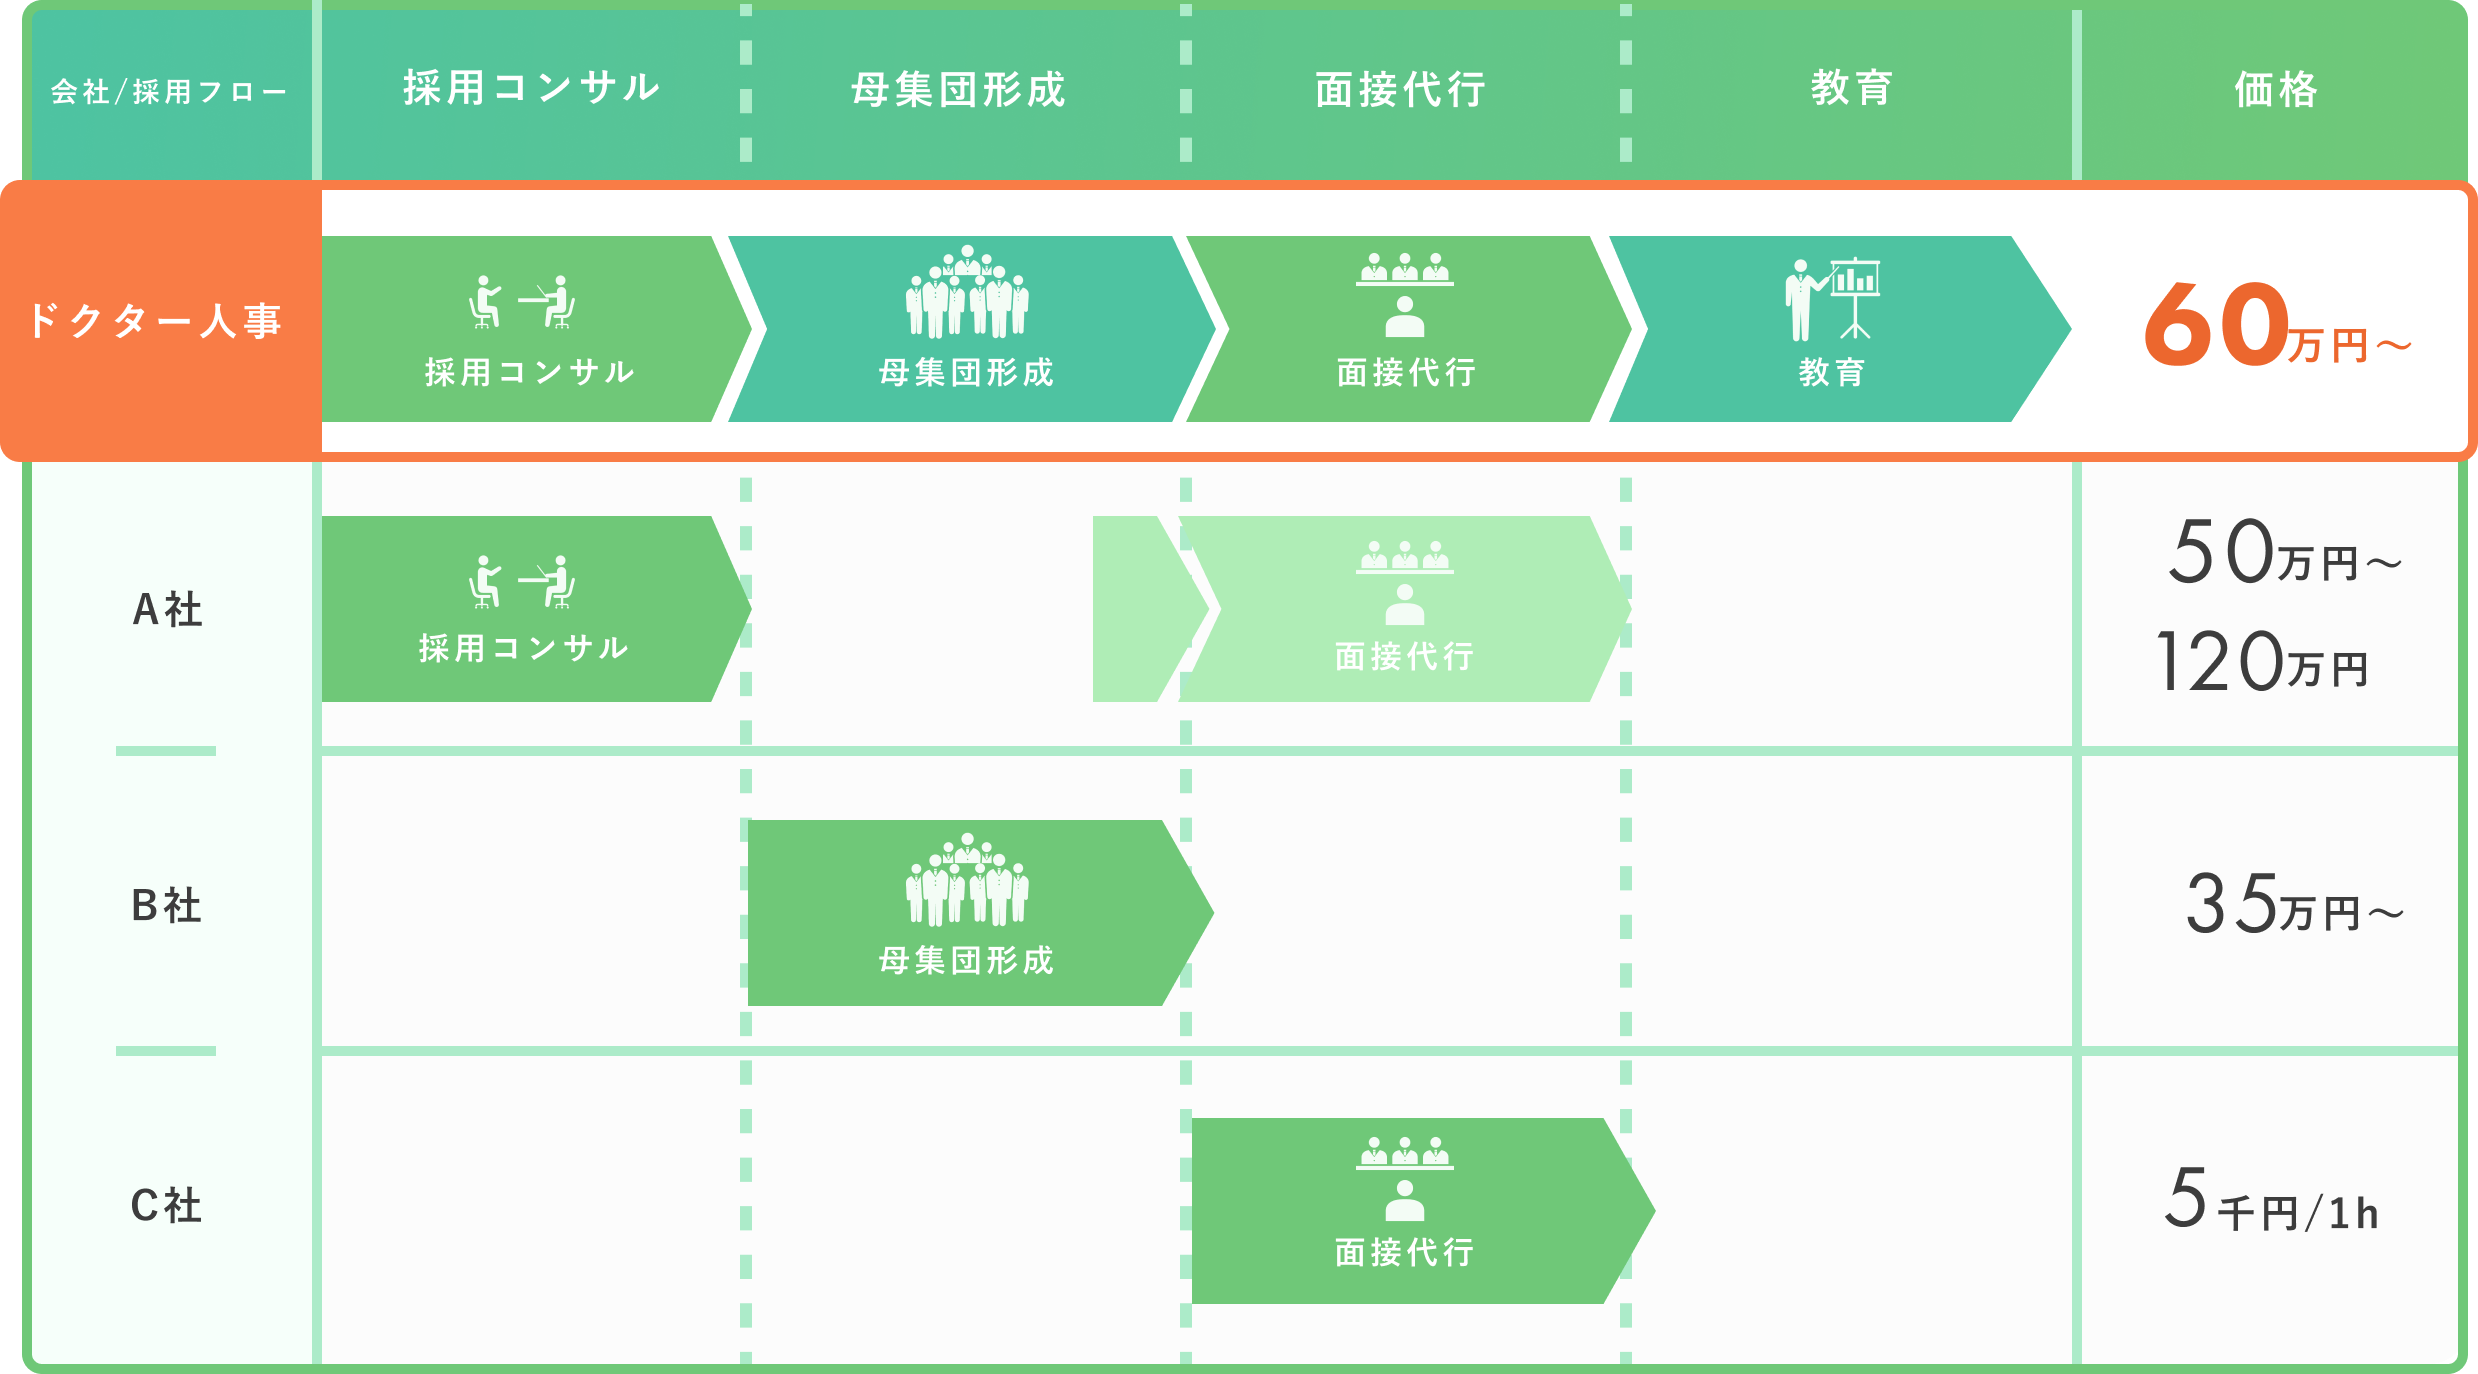 会社/採用フロー
採用コンサル
母集団形成
面接代行
教育
価格
ドクター人事
採用コンサル
母集団形成
面接代行
教育
60万円～
A社
採用コンサル
面接代行
50万円～
120万円
B社
母集団形成
35万円～
C社
面接代行
5千円/1h